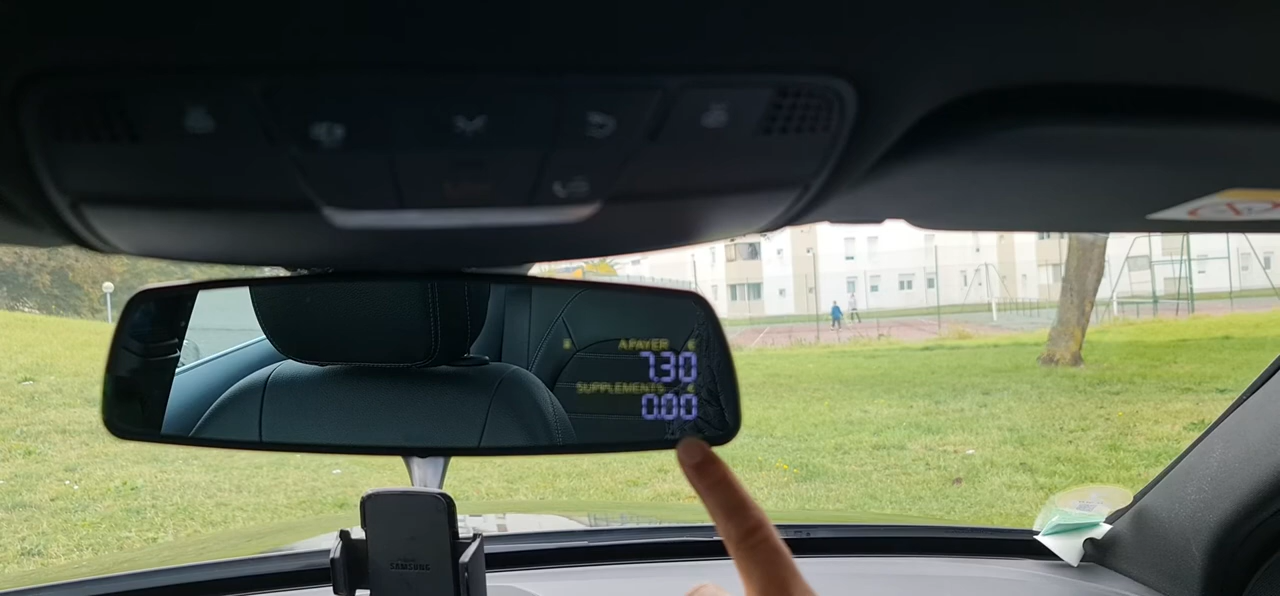 A PAYER €
7.30
SUPPLEMENTS €
0.00
SAMSUNG